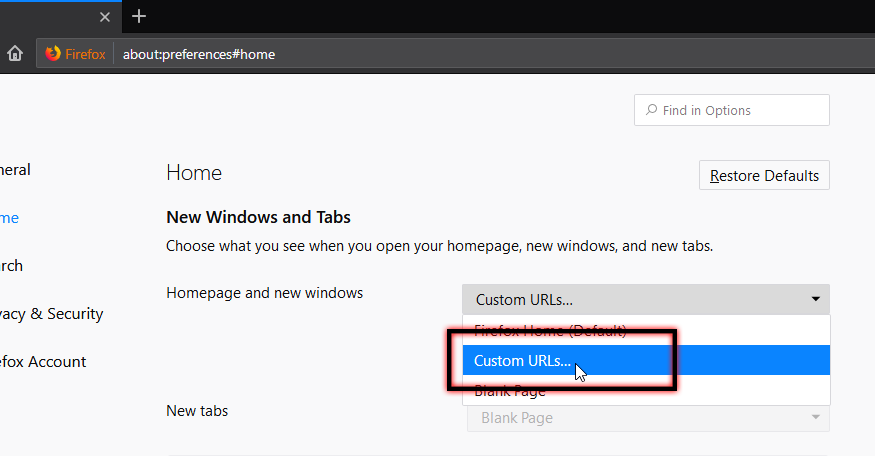 Firefox about:preferences#home
Find in Options
neral
Home
Restore Defaults
me
New Windows and Tabs
Choose what you see when you open your homepage, new windows, and new tabs.
rch
Homepage and new windows
Custom URLs...
vacy & Security
Firefox Home (Default)
efox Account
Custom URLs...
Blank Page
New tabs
Blank Page